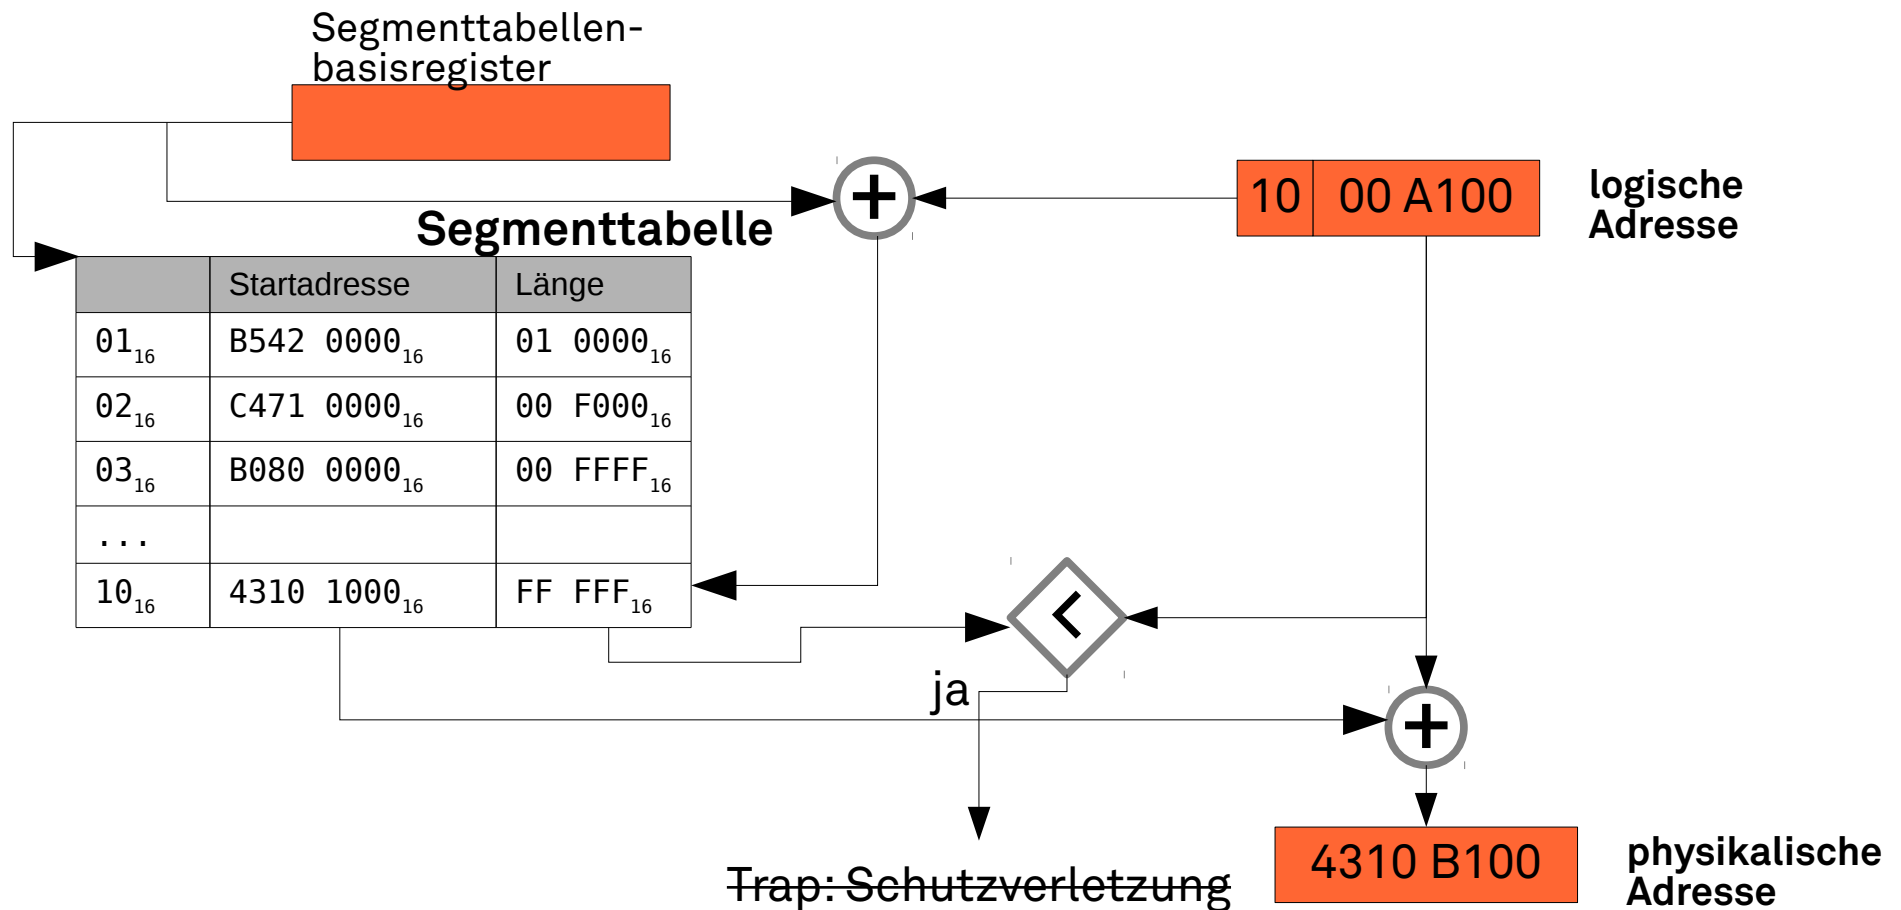 Segmenttabellen-
basisregister
10 00 A100
logische
Adresse
+
Segmenttabelle
Startadresse Länge
01₁₆ B542 0000₁₆ 01 0000₁₆
02₁₆ C471 0000₁₆ 00 F000₁₆
03₁₆ B080 0000₁₆ 00 FFFF₁₆
...
10₁₆ 4310 1000₁₆ FF FFF₁₆
<
ja
+
Trap: Schutzverletzung
4310 B100
physikalische
Adresse